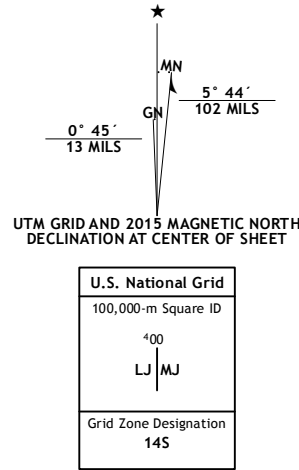 ★
MN
5° 44´
102 MILS
GN
0° 45´
13 MILS
UTM GRID AND 2015 MAGNETIC NORTH
DECLINATION AT CENTER OF SHEET
U.S. National Grid
100,000-m Square ID
⁴00
LJ MJ
Grid Zone Designation
14S